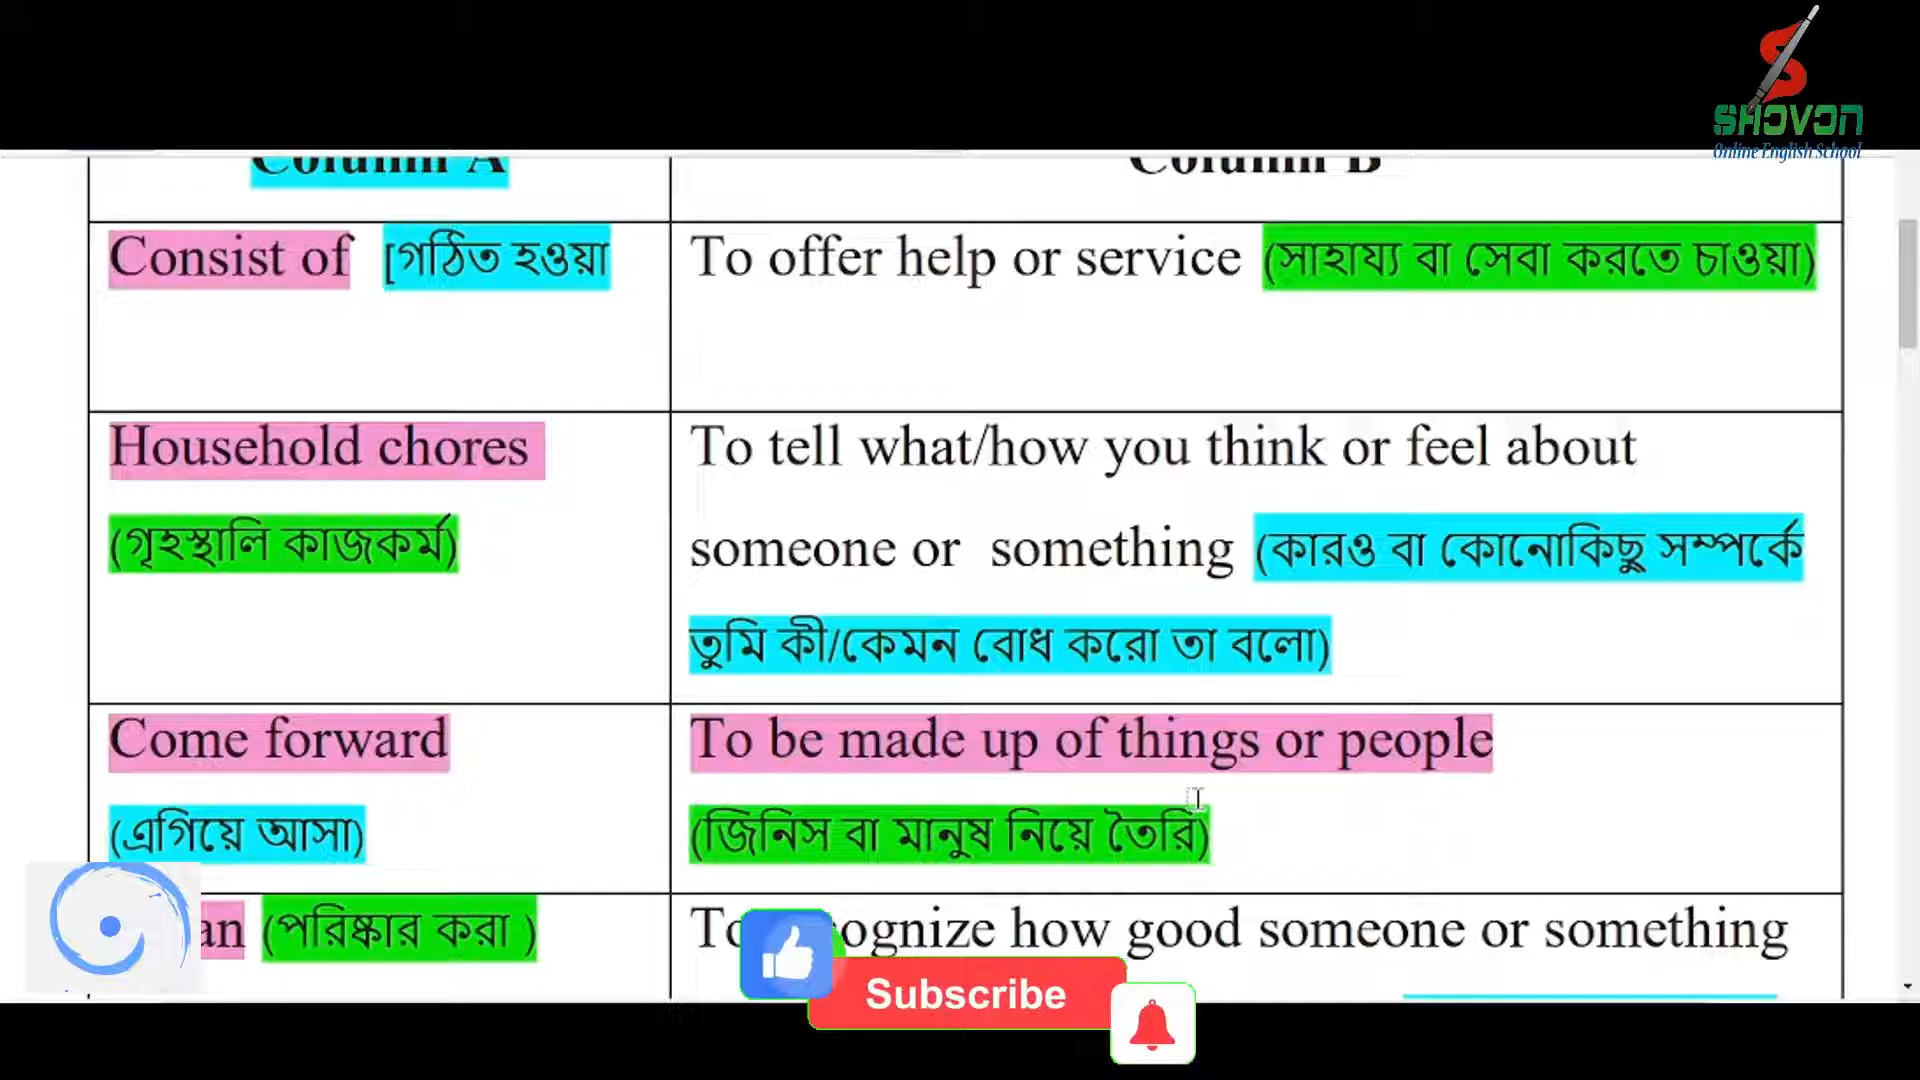 SHOVON
Online English School
Column A
Column B
Consist of [গঠিত হওয়া
To offer help or service (সাহায্য বা সেবা করতে চাওয়া)
Household chores
(গৃহস্থালি কাজকর্ম)
To tell what/how you think or feel about
someone or something (কারও বা কোনোকিছু সম্পর্কে
তুমি কী/কেমন বোধ করো তা বলো)
Come forward
(এগিয়ে আসা)
To be made up of things or people
(জিনিস বা মানুষ নিয়ে তৈরি)
(পরিষ্কার করা )
To how good someone or something
Subscribe